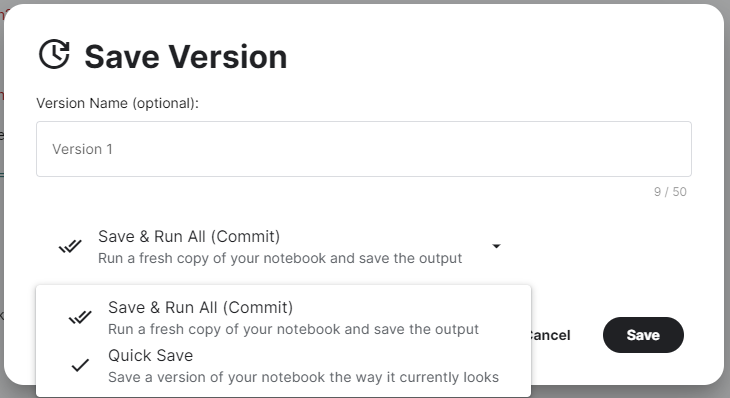 Save Version
Version Name (optional):
Version 1
9 / 50
Save & Run All (Commit)
Run a fresh copy of your notebook and save the output
Save & Run All (Commit)
Run a fresh copy of your notebook and save the output
Cancel
Save
Quick Save
Save a version of your notebook the way it currently looks